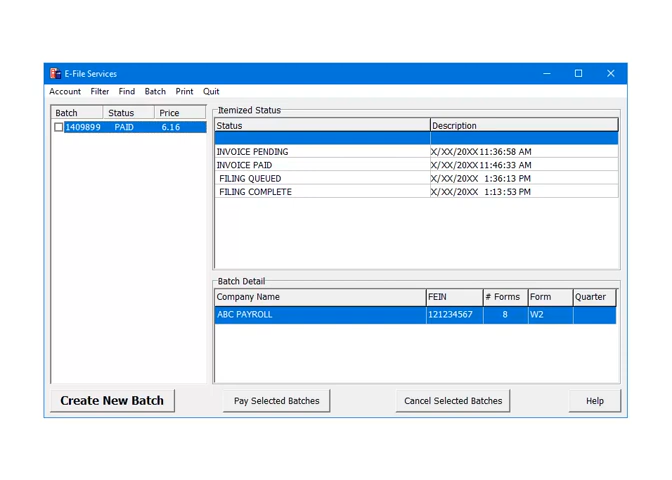 E-File Services
Account Filter Find Batch Print Quit
Batch Status Price
1409899 PAID 6.16
Itemized Status
Status Description
INVOICE PENDING X/XX/20XX 11:36:58 AM
INVOICE PAID X/XX/20XX 11:46:33 AM
FILING QUEUED X/XX/20XX 1:36:13 PM
FILING COMPLETE X/XX/20XX 1:13:53 PM
Batch Detail
Company Name FEIN # Forms Form Quarter
ABC PAYROLL 121234567 8 W2
Create New Batch Pay Selected Batches Cancel Selected Batches Help